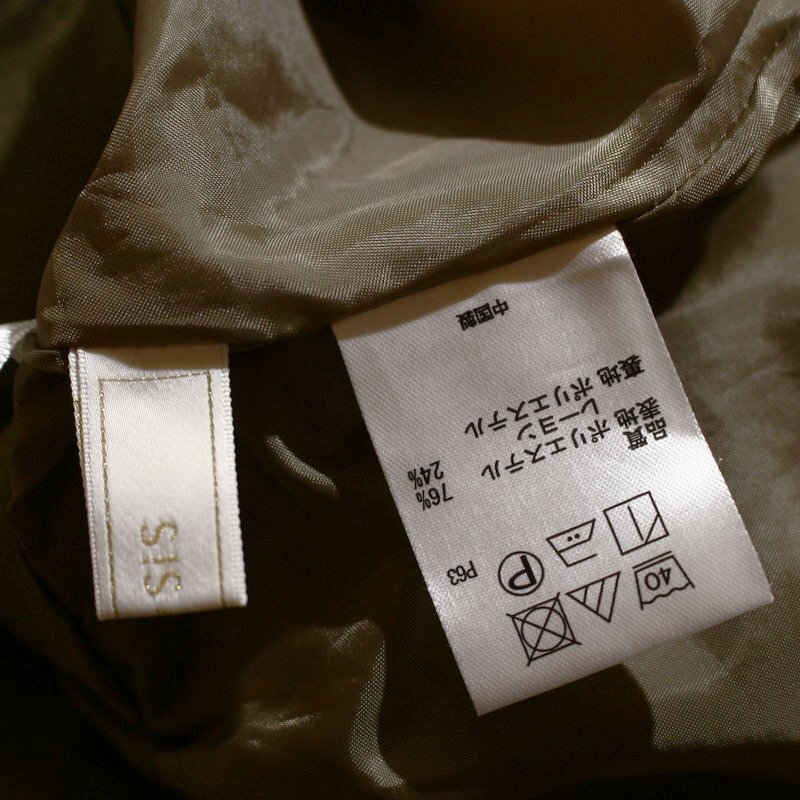 40
P
P63
品質
表地 ポリエステル 76%
レーヨン 24%
裏地 ポリエステル
中国製
SiS